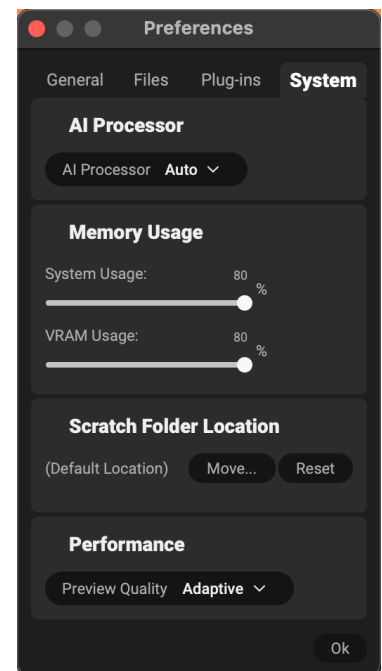 Preferences
General Files Plug-ins System
AI Processor
AI Processor Auto
Memory Usage
System Usage: 80 %
VRAM Usage: 80 %
Scratch Folder Location
(Default Location) Move... Reset
Performance
Preview Quality Adaptive
Ok